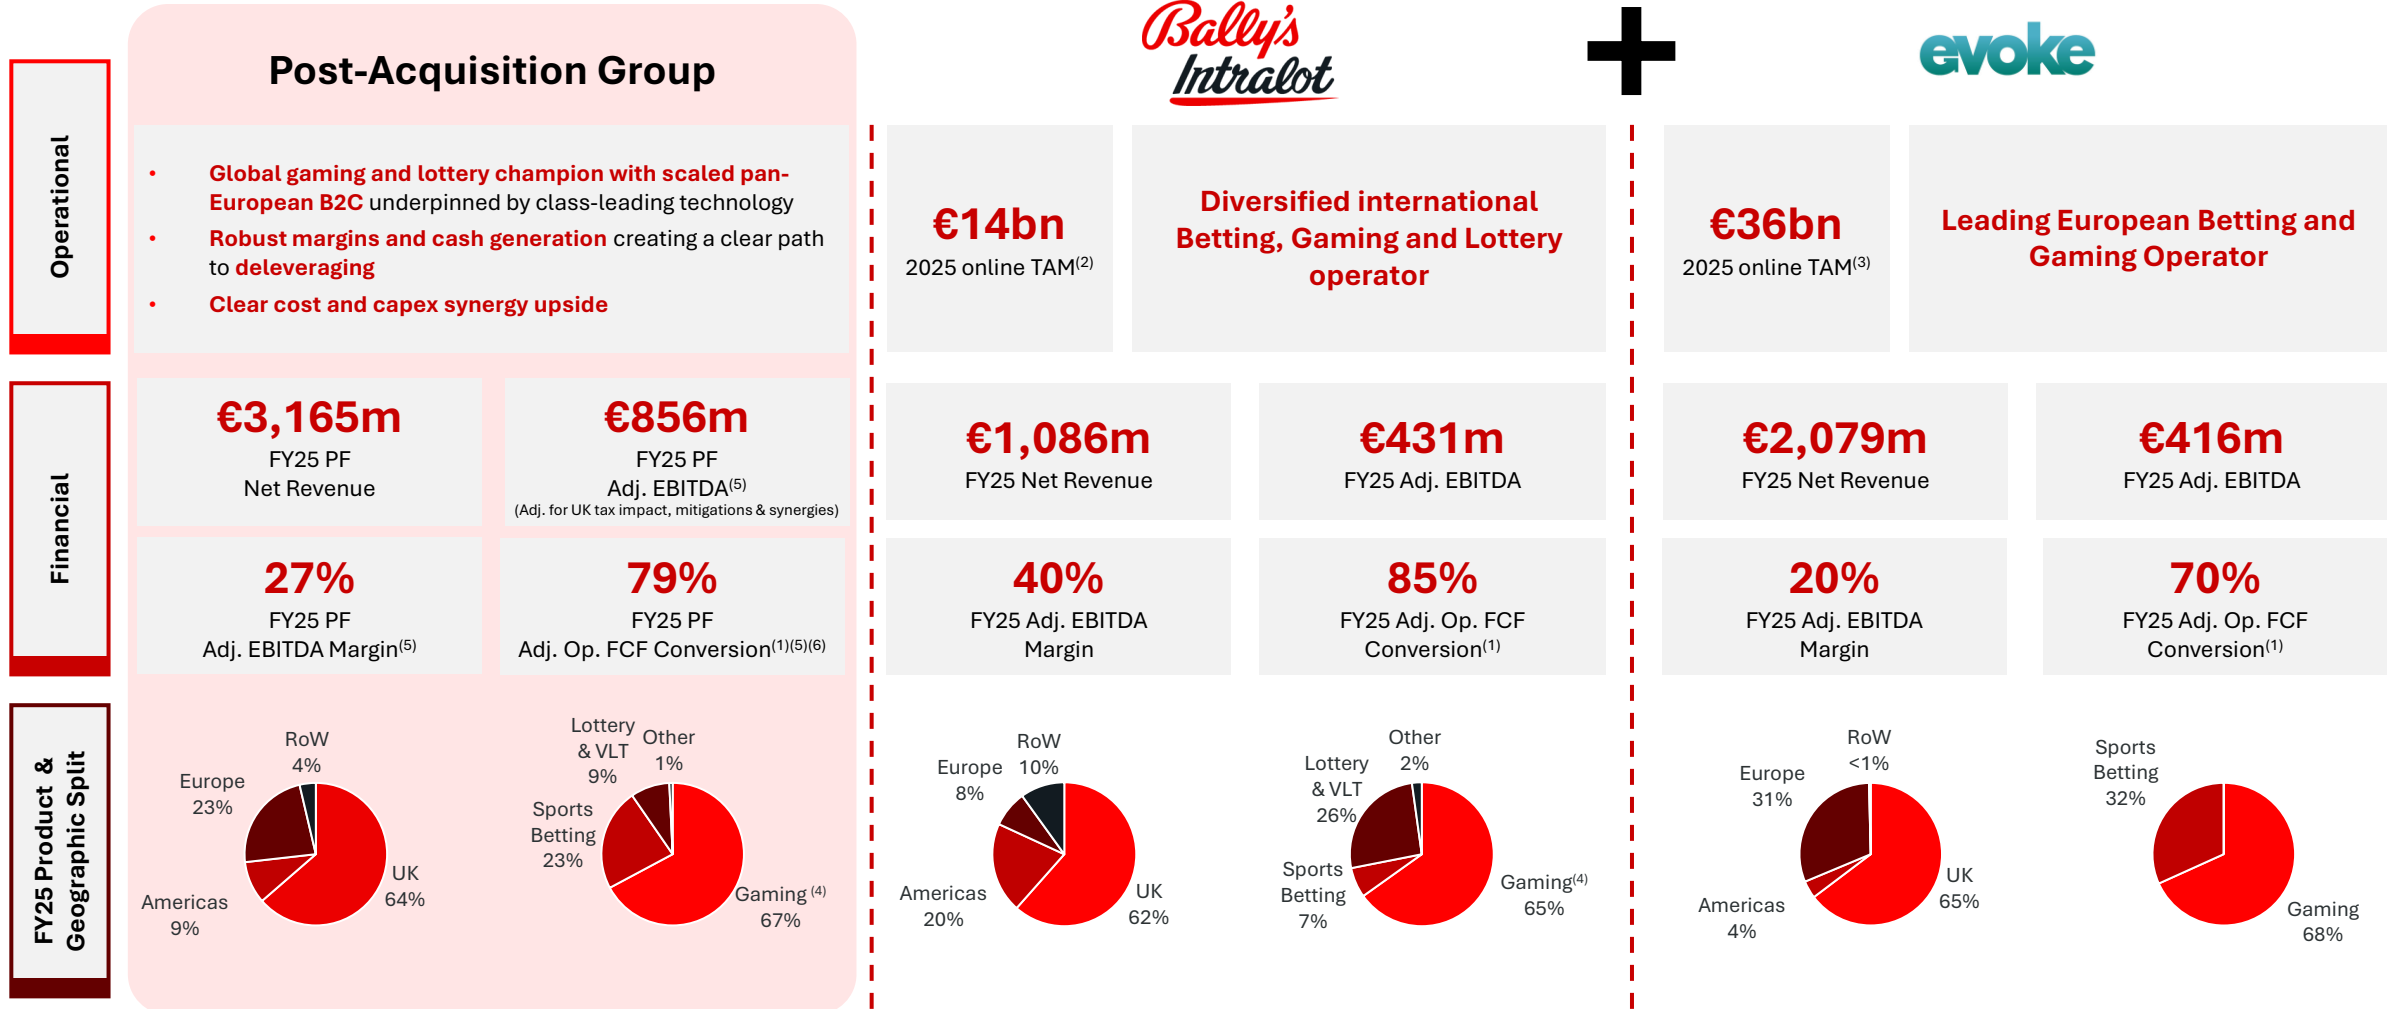 Post-Acquisition Group
Bally's
Intralot
evoke
Operational
• Global gaming and lottery champion with scaled pan-
European B2C underpinned by class-leading technology
• Robust margins and cash generation creating a clear path
to deleveraging
• Clear cost and capex synergy upside
€14bn
2025 online TAM(2)
Diversified international
Betting, Gaming and Lottery
operator
€36bn
2025 online TAM(3)
Leading European Betting and
Gaming Operator
Financial
€3,165m
FY25 PF
Net Revenue
€856m
FY25 PF
Adj. EBITDA(5)
(Adj. for UK tax impact, mitigations & synergies)
€1,086m
FY25 Net Revenue
€431m
FY25 Adj. EBITDA
€2,079m
FY25 Net Revenue
€416m
FY25 Adj. EBITDA
27%
FY25 PF
Adj. EBITDA Margin(5)
79%
FY25 PF
Adj. Op. FCF Conversion(1)(5)(6)
40%
FY25 Adj. EBITDA
Margin
85%
FY25 Adj. Op. FCF
Conversion(1)
20%
FY25 Adj. EBITDA
Margin
70%
FY25 Adj. Op. FCF
Conversion(1)
FY25 Product &
Geographic Split
RoW
4%
Europe
23%
Americas
9%
UK
64%
Lottery
& VLT
9%
Other
1%
Sports
Betting
23%
Gaming (4)
67%
RoW
10%
Europe
8%
Americas
20%
UK
62%
Other
2%
Lottery
& VLT
26%
Sports
Betting
7%
Gaming(4)
65%
RoW
<1%
Europe
31%
Americas
4%
UK
65%
Sports
Betting
32%
Gaming
68%